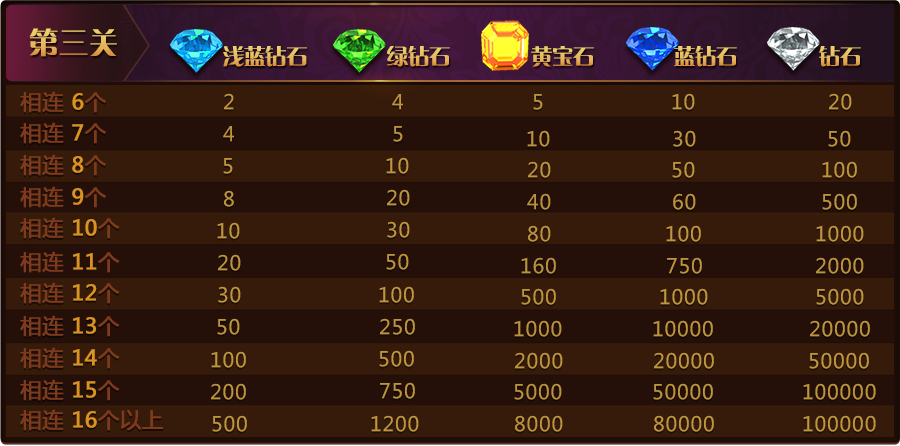 第三关 浅蓝钻石 绿钻石 黄宝石 蓝钻石 钻石
相连 6个 2 4 5 10 20
相连 7个 4 5 10 30 50
相连 8个 5 10 20 50 100
相连 9个 8 20 40 60 500
相连 10个 10 30 80 100 1000
相连 11个 20 50 160 750 2000
相连 12个 30 100 500 1000 5000
相连 13个 50 250 1000 10000 20000
相连 14个 100 500 2000 20000 50000
相连 15个 200 750 5000 50000 100000
相连 16个以上 500 1200 8000 80000 100000